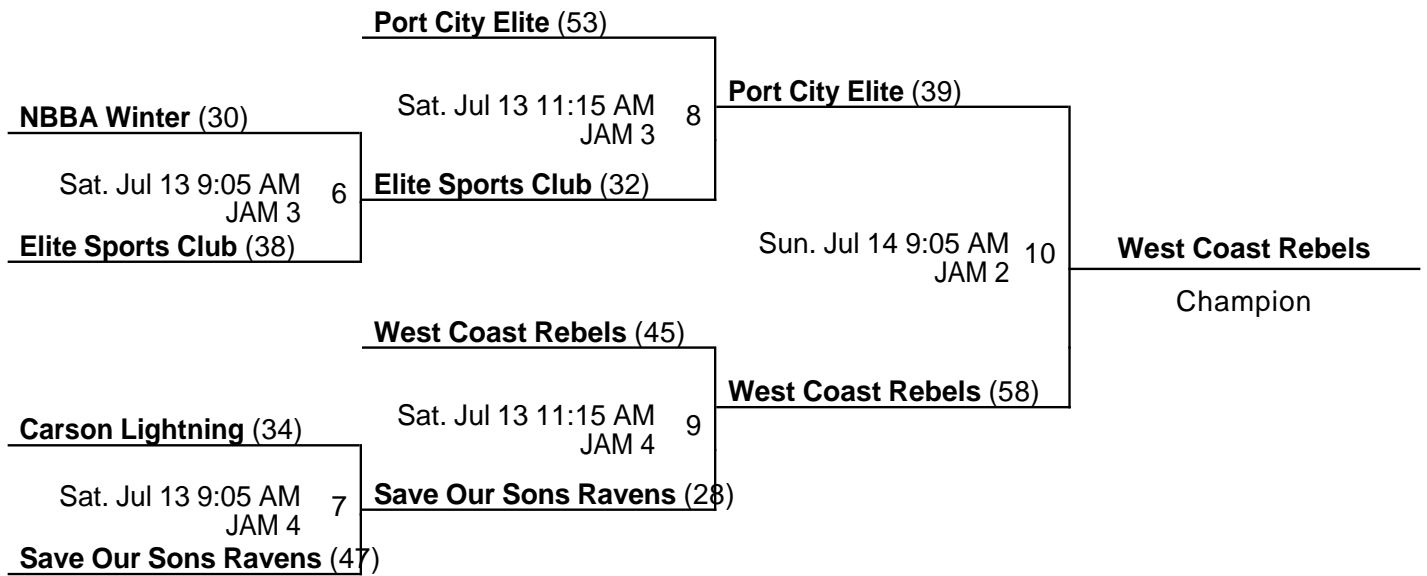 Port City Elite (53)
Sat. Jul 13 11:15 AM 8
JAM 3
Port City Elite (39)
NBBA Winter (30)
Sat. Jul 13 9:05 AM 6
JAM 3
Elite Sports Club (32)
Elite Sports Club (38)
Sun. Jul 14 9:05 AM 10
JAM 2
West Coast Rebels
Champion
West Coast Rebels (45)
Sat. Jul 13 11:15 AM 9
JAM 4
West Coast Rebels (58)
Carson Lightning (34)
Sat. Jul 13 9:05 AM 7
JAM 4
Save Our Sons Ravens (28)
Save Our Sons Ravens (47)